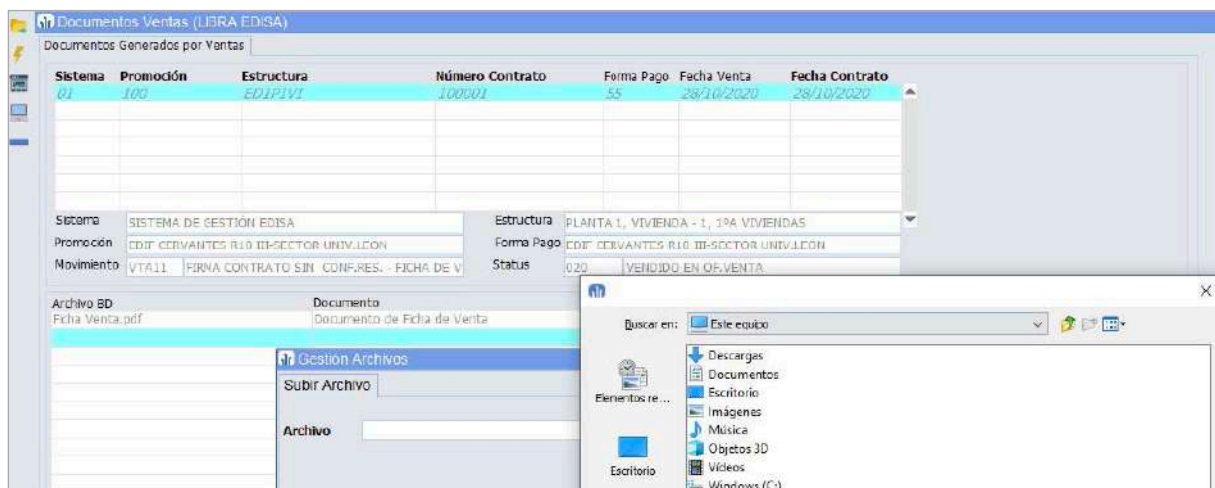 Documentos Ventas (LIBRA EDISA)
Documentos Generados por Ventas
Sistema Promoción Estructura Número Contrato Forma Pago Fecha Venta Fecha Contrato
01 100 ED1P1V1 100001 55 28/10/2020 28/10/2020
Sistema SISTEMA DE GESTIÓN EDISA Estructura PLANTA 1, VIVIENDA - 1, 1ºA VIVIENDAS
Promoción EDIF CERVANTES R10 III-SECTOR UNIV.LEON Forma Pago EDIF CERVANTES R10 III-SECTOR UNIV.LEON
Movimiento VTA11 FIRMA CONTRATO SIN CONF.RES. - FICHA DE V Status 020 VENDIDO EN OF.VENTA
Archivo BD Documento
Ficha Venta.pdf Documento de Ficha de Venta
Gestión Archivos
Subir Archivo
Archivo
Buscar en: Este equipo
Elementos re...
Escritorio
Descargas
Documentos
Escritorio
Imágenes
Música
Objetos 3D
Vídeos
Windows (C:)